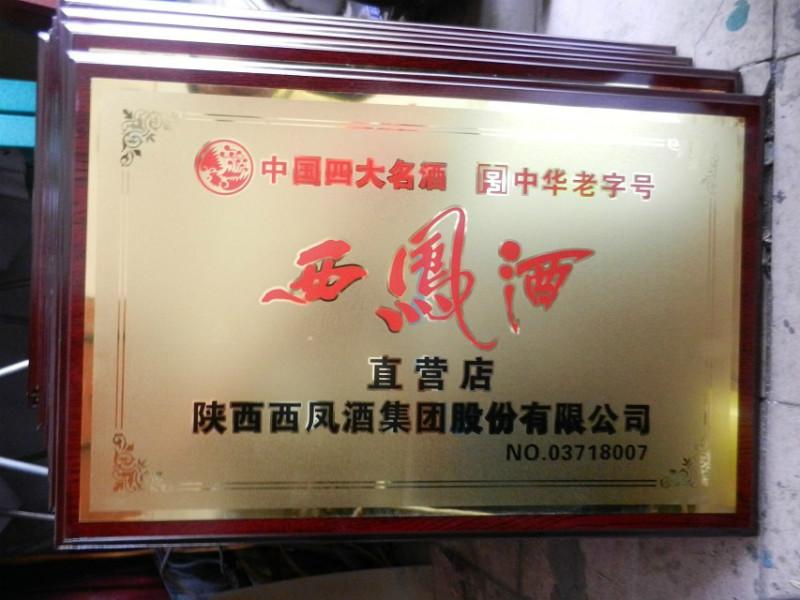 中国四大名酒 中华老字号
西鳳酒
直营店
陕西西凤酒集团股份有限公司
NO.03718007